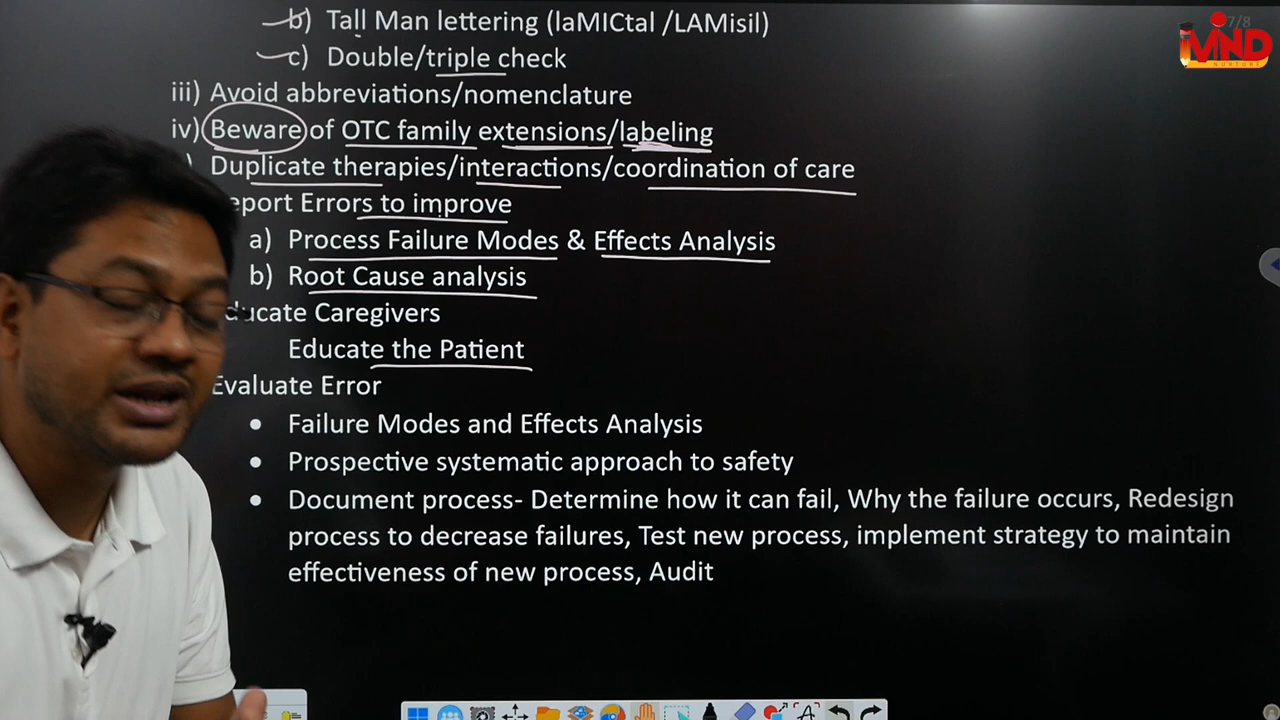 b) Tall Man lettering (laMICtal /LAMisil)
7/8
MIND
NURTURE
c) Double/triple check
iii) Avoid abbreviations/nomenclature
iv) Beware of OTC family extensions/labeling
) Duplicate therapies/interactions/coordination of care
eport Errors to improve
a) Process Failure Modes & Effects Analysis
b) Root Cause analysis
ducate Caregivers
Educate the Patient
Evaluate Error
• Failure Modes and Effects Analysis
• Prospective systematic approach to safety
• Document process- Determine how it can fail, Why the failure occurs, Redesign
process to decrease failures, Test new process, implement strategy to maintain
effectiveness of new process, Audit